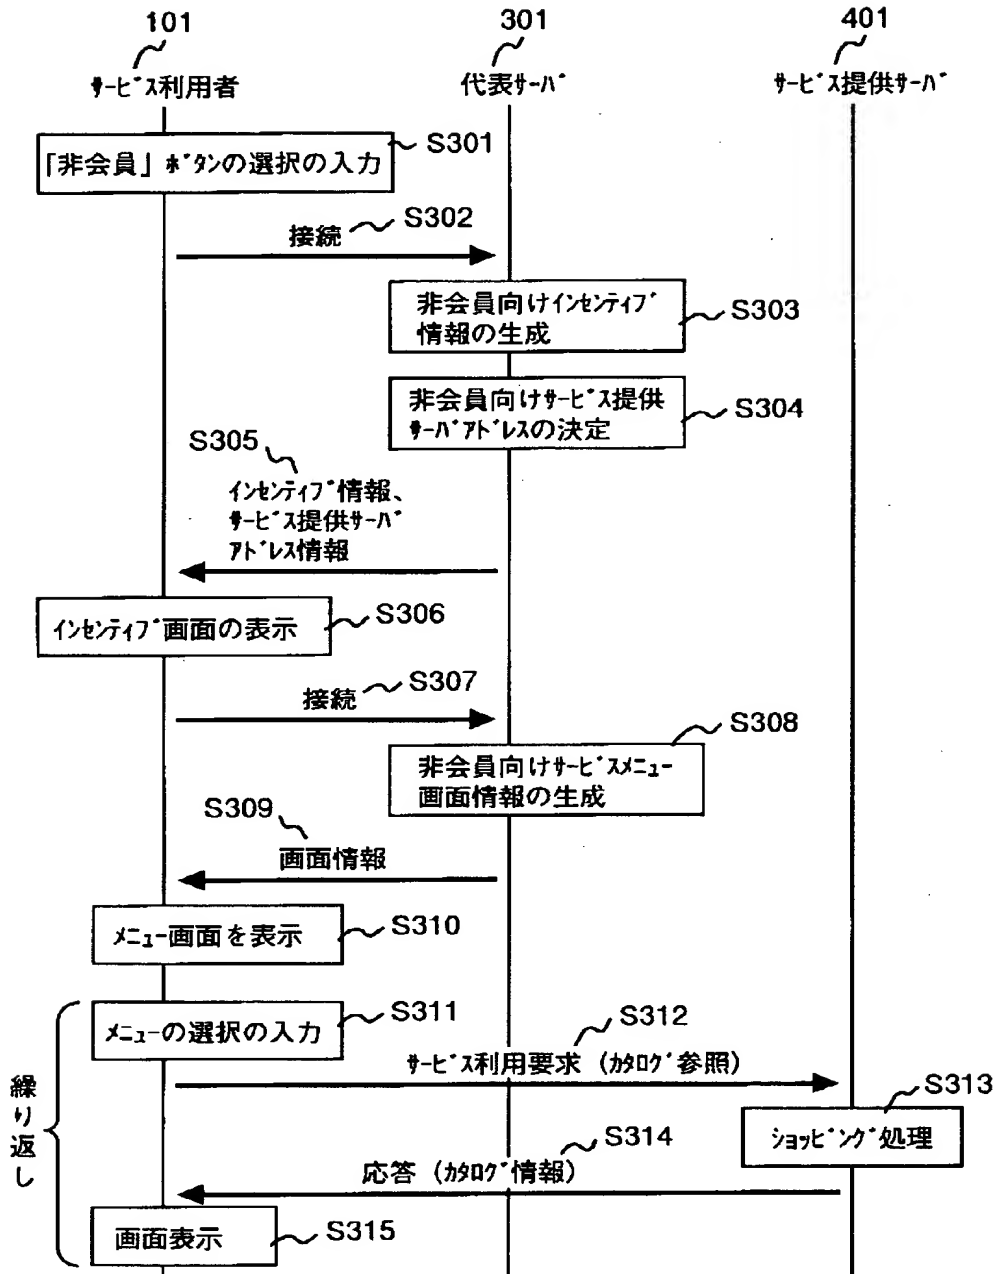 101
301
401
ｻｰﾋﾞｽ利用者
代表ｻｰﾊﾞ
ｻｰﾋﾞｽ提供ｻｰﾊﾞ
「非会員」ﾎﾞﾀﾝの選択の入力
S301
接続
S302
非会員向けｲﾝｾﾝﾃｨﾌﾞ
情報の生成
S303
非会員向けｻｰﾋﾞｽ提供
ｻｰﾊﾞｱﾄﾞﾚｽの決定
S304
S305
ｲﾝｾﾝﾃｨﾌﾞ情報、
ｻｰﾋﾞｽ提供ｻｰﾊﾞ
ｱﾄﾞﾚｽ情報
ｲﾝｾﾝﾃｨﾌﾞ画面の表示
S306
接続
S307
S308
非会員向けｻｰﾋﾞｽﾒﾆｭｰ
画面情報の生成
S309
画面情報
ﾒﾆｭｰ画面を表示
S310
ﾒﾆｭｰの選択の入力
S311
S312
ｻｰﾋﾞｽ利用要求（ｶﾀﾛｸﾞ参照）
S313
ｼｮｯﾋﾟﾝｸﾞ処理
繰り返し
S314
応答（ｶﾀﾛｸﾞ情報）
画面表示
S315